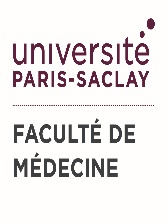 université
PARIS-SACLAY
FACULTÉ DE
MÉDECINE